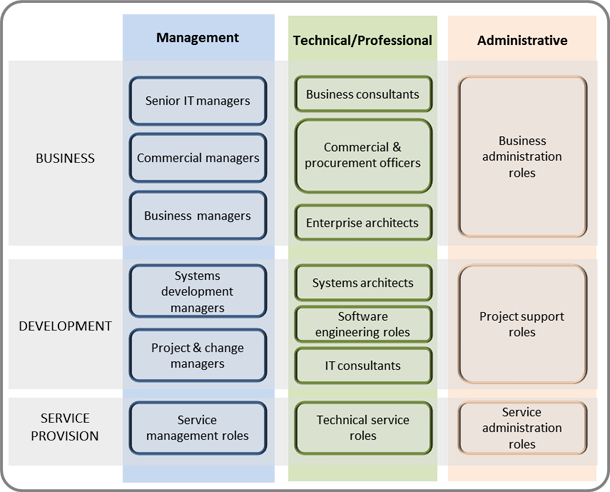 Management
Technical/Professional
Administrative
BUSINESS
Senior IT managers
Commercial managers
Business managers
Business consultants
Commercial &
procurement officers
Enterprise architects
Business
administration
roles
DEVELOPMENT
Systems
development
managers
Project & change
managers
Systems architects
Software
engineering roles
IT consultants
Project support
roles
SERVICE
PROVISION
Service
management roles
Technical service
roles
Service
administration
roles